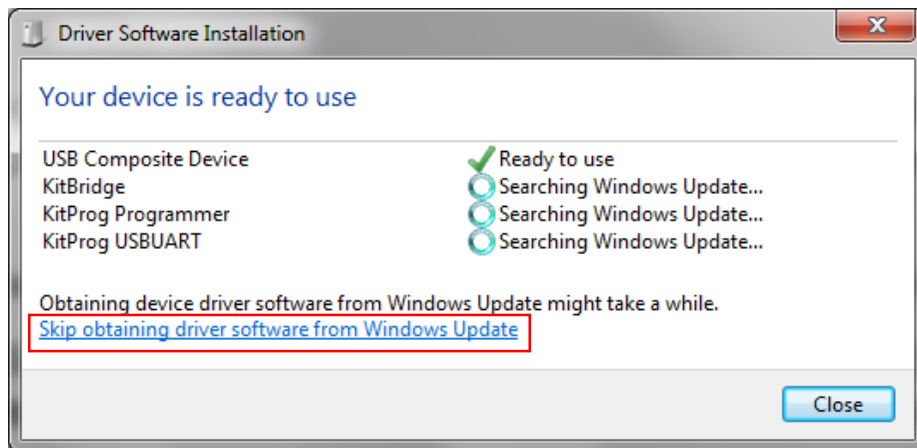 Driver Software Installation
Your device is ready to use
USB Composite Device Ready to use
KitBridge Searching Windows Update...
KitProg Programmer Searching Windows Update...
KitProg USBUART Searching Windows Update...
Obtaining device driver software from Windows Update might take a while.
Skip obtaining driver software from Windows Update
Close